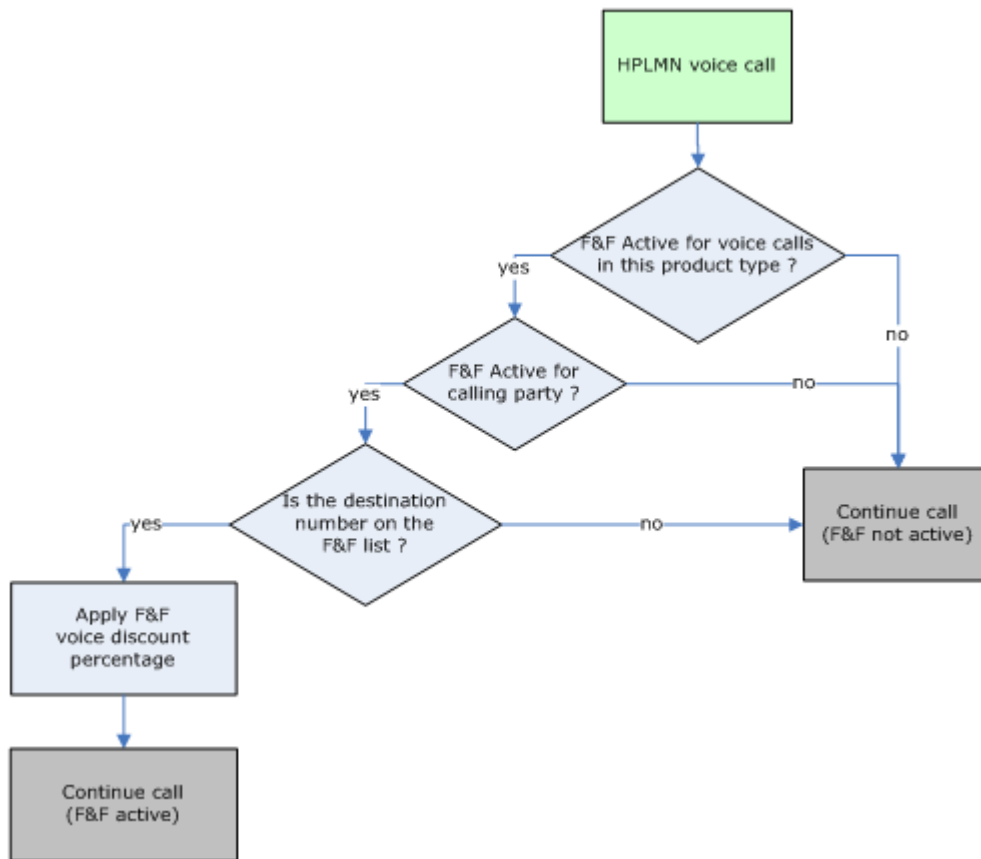 HPLMN voice call
F&F Active for voice calls
in this product type ?
yes
no
F&F Active for
calling party ?
yes
no
Is the destination
number on the
F&F list ?
yes
no
Continue call
(F&F not active)
Apply F&F
voice discount
percentage
Continue call
(F&F active)